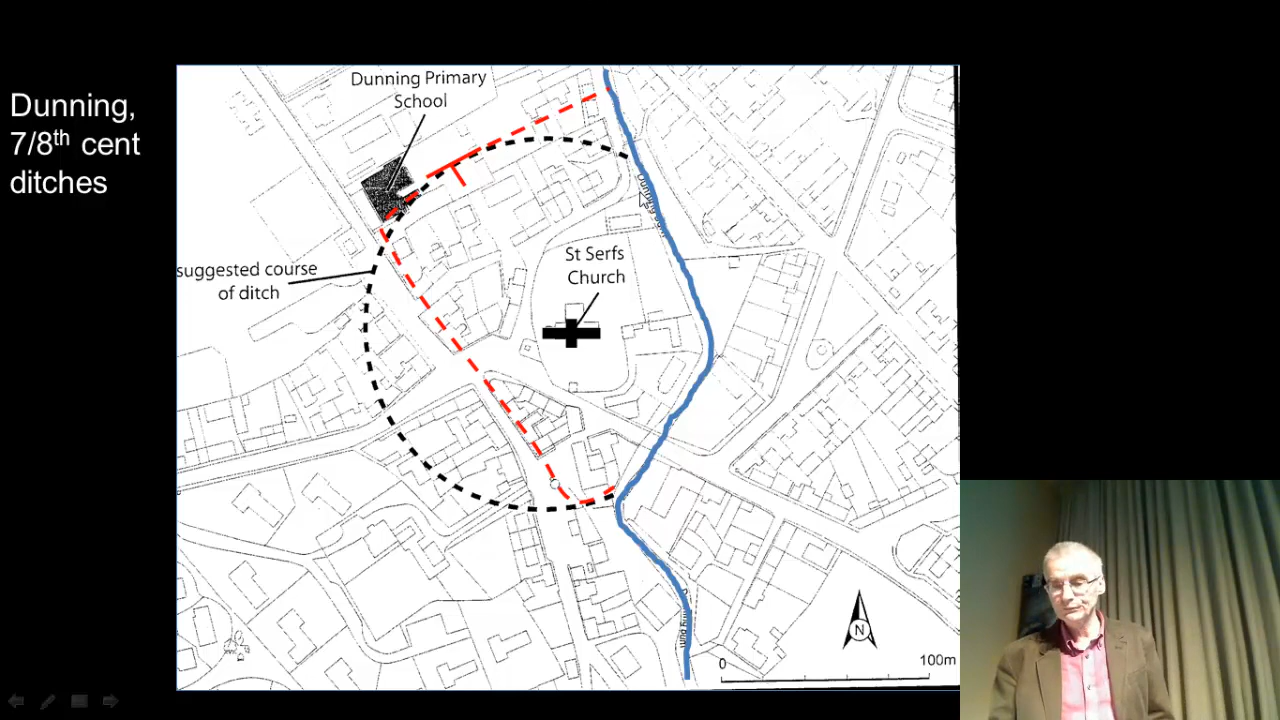 Dunning,
7/8th cent
ditches
Dunning Primary
School
suggested course
of ditch
St Serfs
Church
N
0
100m